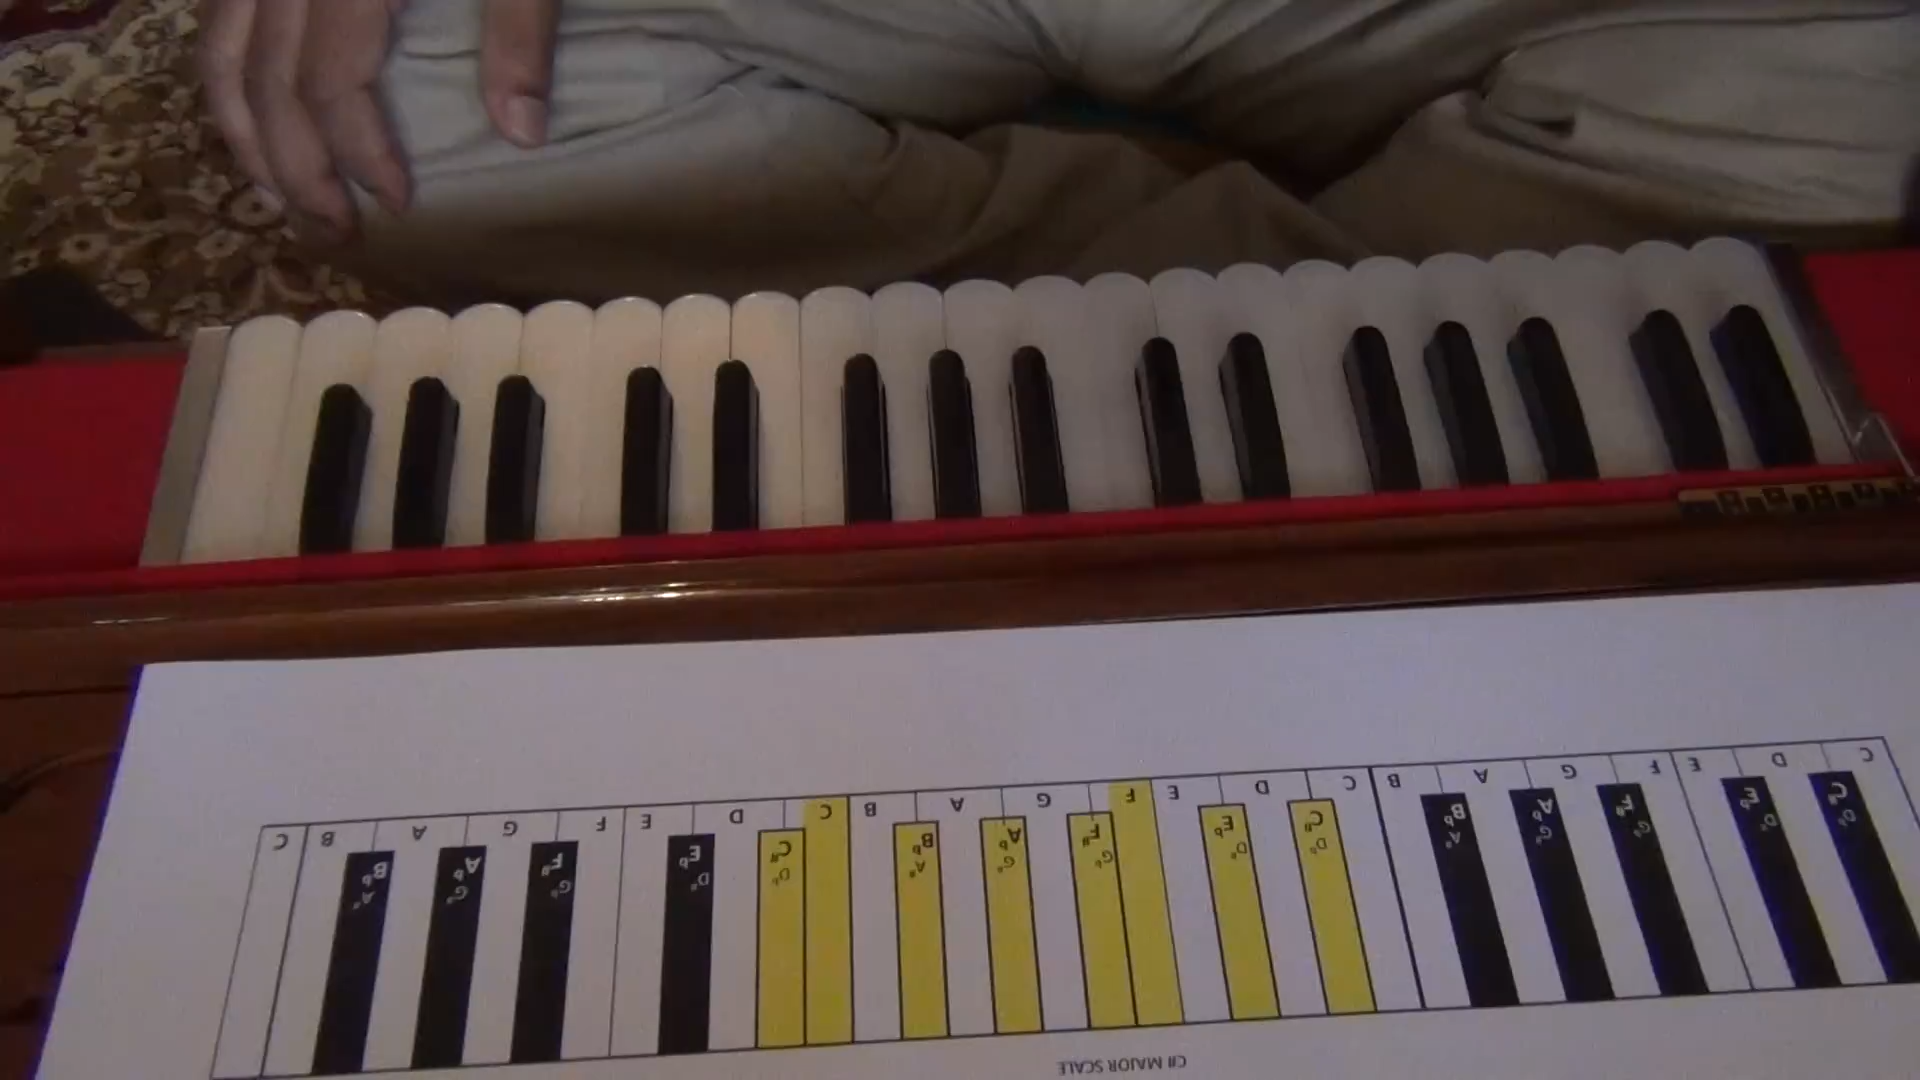 C# MAJOR SCALE
D♭ D# G♭ G# A# D♭ D# G♭ G# A# D♭ D# G♭ G# A#
C# E♭ F# A♭ B♭ C# E♭ F# A♭ B♭ C# E♭ F# A♭ B♭
C D E F G A B C D E F G A B C D E F G A B C